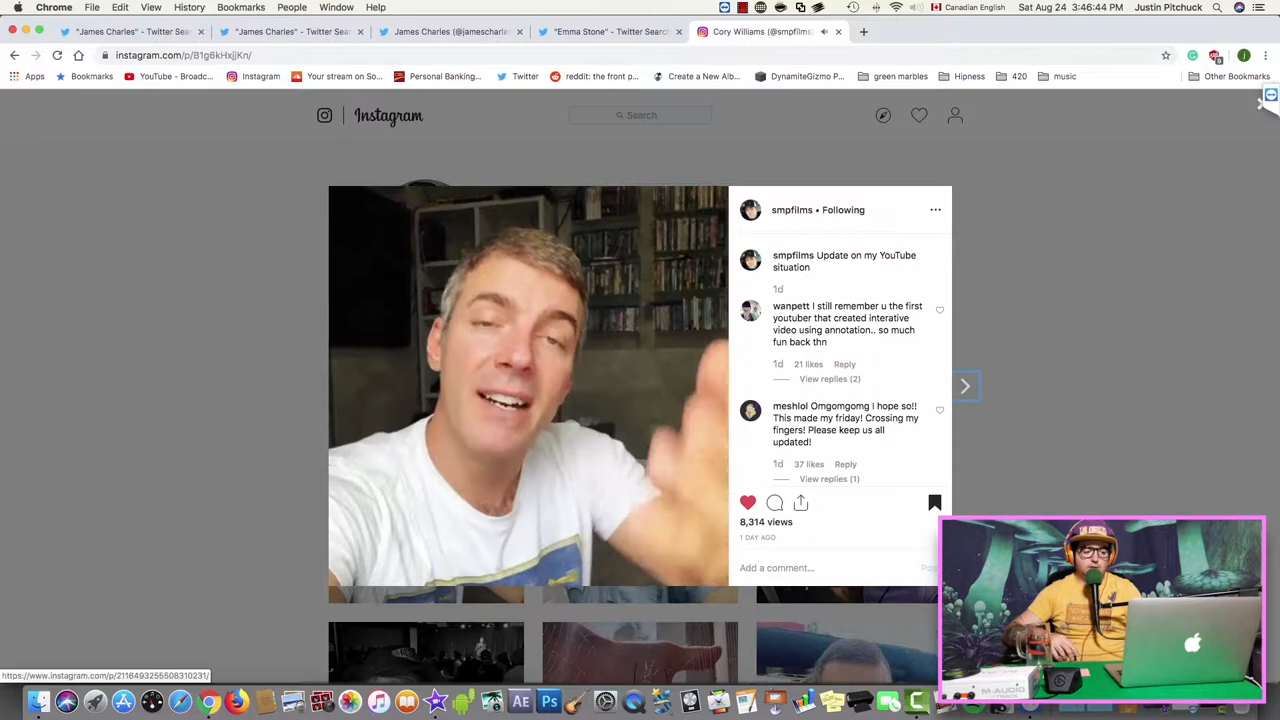 Chrome File Edit View History Bookmarks People Window Help Canadian English Sat Aug 24 3:46:44 PM Justin Pitchuck
"James Charles" - Twitter Sear "James Charles" - Twitter Sear James Charles (@jamescharles "Emma Stone" - Twitter Search Cory Williams (@smpfilms)
instagram.com/p/B1g6kHxjjKn/
Apps Bookmarks YouTube - Broadc... Instagram Your stream on So... Personal Banking... Twitter reddit: the front p... Create a New Alb... DynamiteGizmo P... green marbles Hipness 420 music Other Bookmarks
Instagram Search
smpfilms • Following
smpfilms Update on my YouTube
situation
1d
wanpett I still remember u the first
youtuber that created interative
video using annotation.. so much
fun back thn
1d 21 likes Reply
View replies (2)
meshlol Omgomgomg I hope so!!
This made my friday! Crossing my
fingers! Please keep us all
updated!
1d 37 likes Reply
View replies (1)
8,314 views
1 DAY AGO
Add a comment...
https://www.instagram.com/p/2116493255508310231/
Ae Ps
M-AUDIO